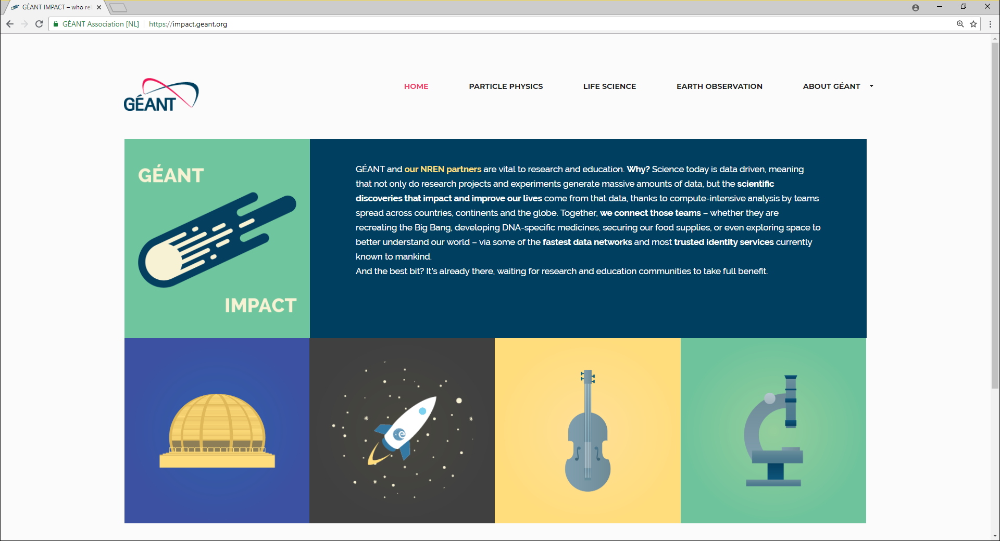 GÉANT IMPACT – who re
GÉANT Association [NL] https://impact.geant.org
GÉANT
HOME PARTICLE PHYSICS LIFE SCIENCE EARTH OBSERVATION ABOUT GÉANT
GÉANT
IMPACT
GÉANT and our NREN partners are vital to research and education. Why? Science today is data driven, meaning
that not only do research projects and experiments generate massive amounts of data, but the scientific
discoveries that impact and improve our lives come from that data, thanks to compute-intensive analysis by teams
spread across countries, continents and the globe. Together, we connect those teams – whether they are
recreating the Big Bang, developing DNA-specific medicines, securing our food supplies, or even exploring space to
better understand our world – via some of the fastest data networks and most trusted identity services currently
known to mankind.
And the best bit? It's already there, waiting for research and education communities to take full benefit.